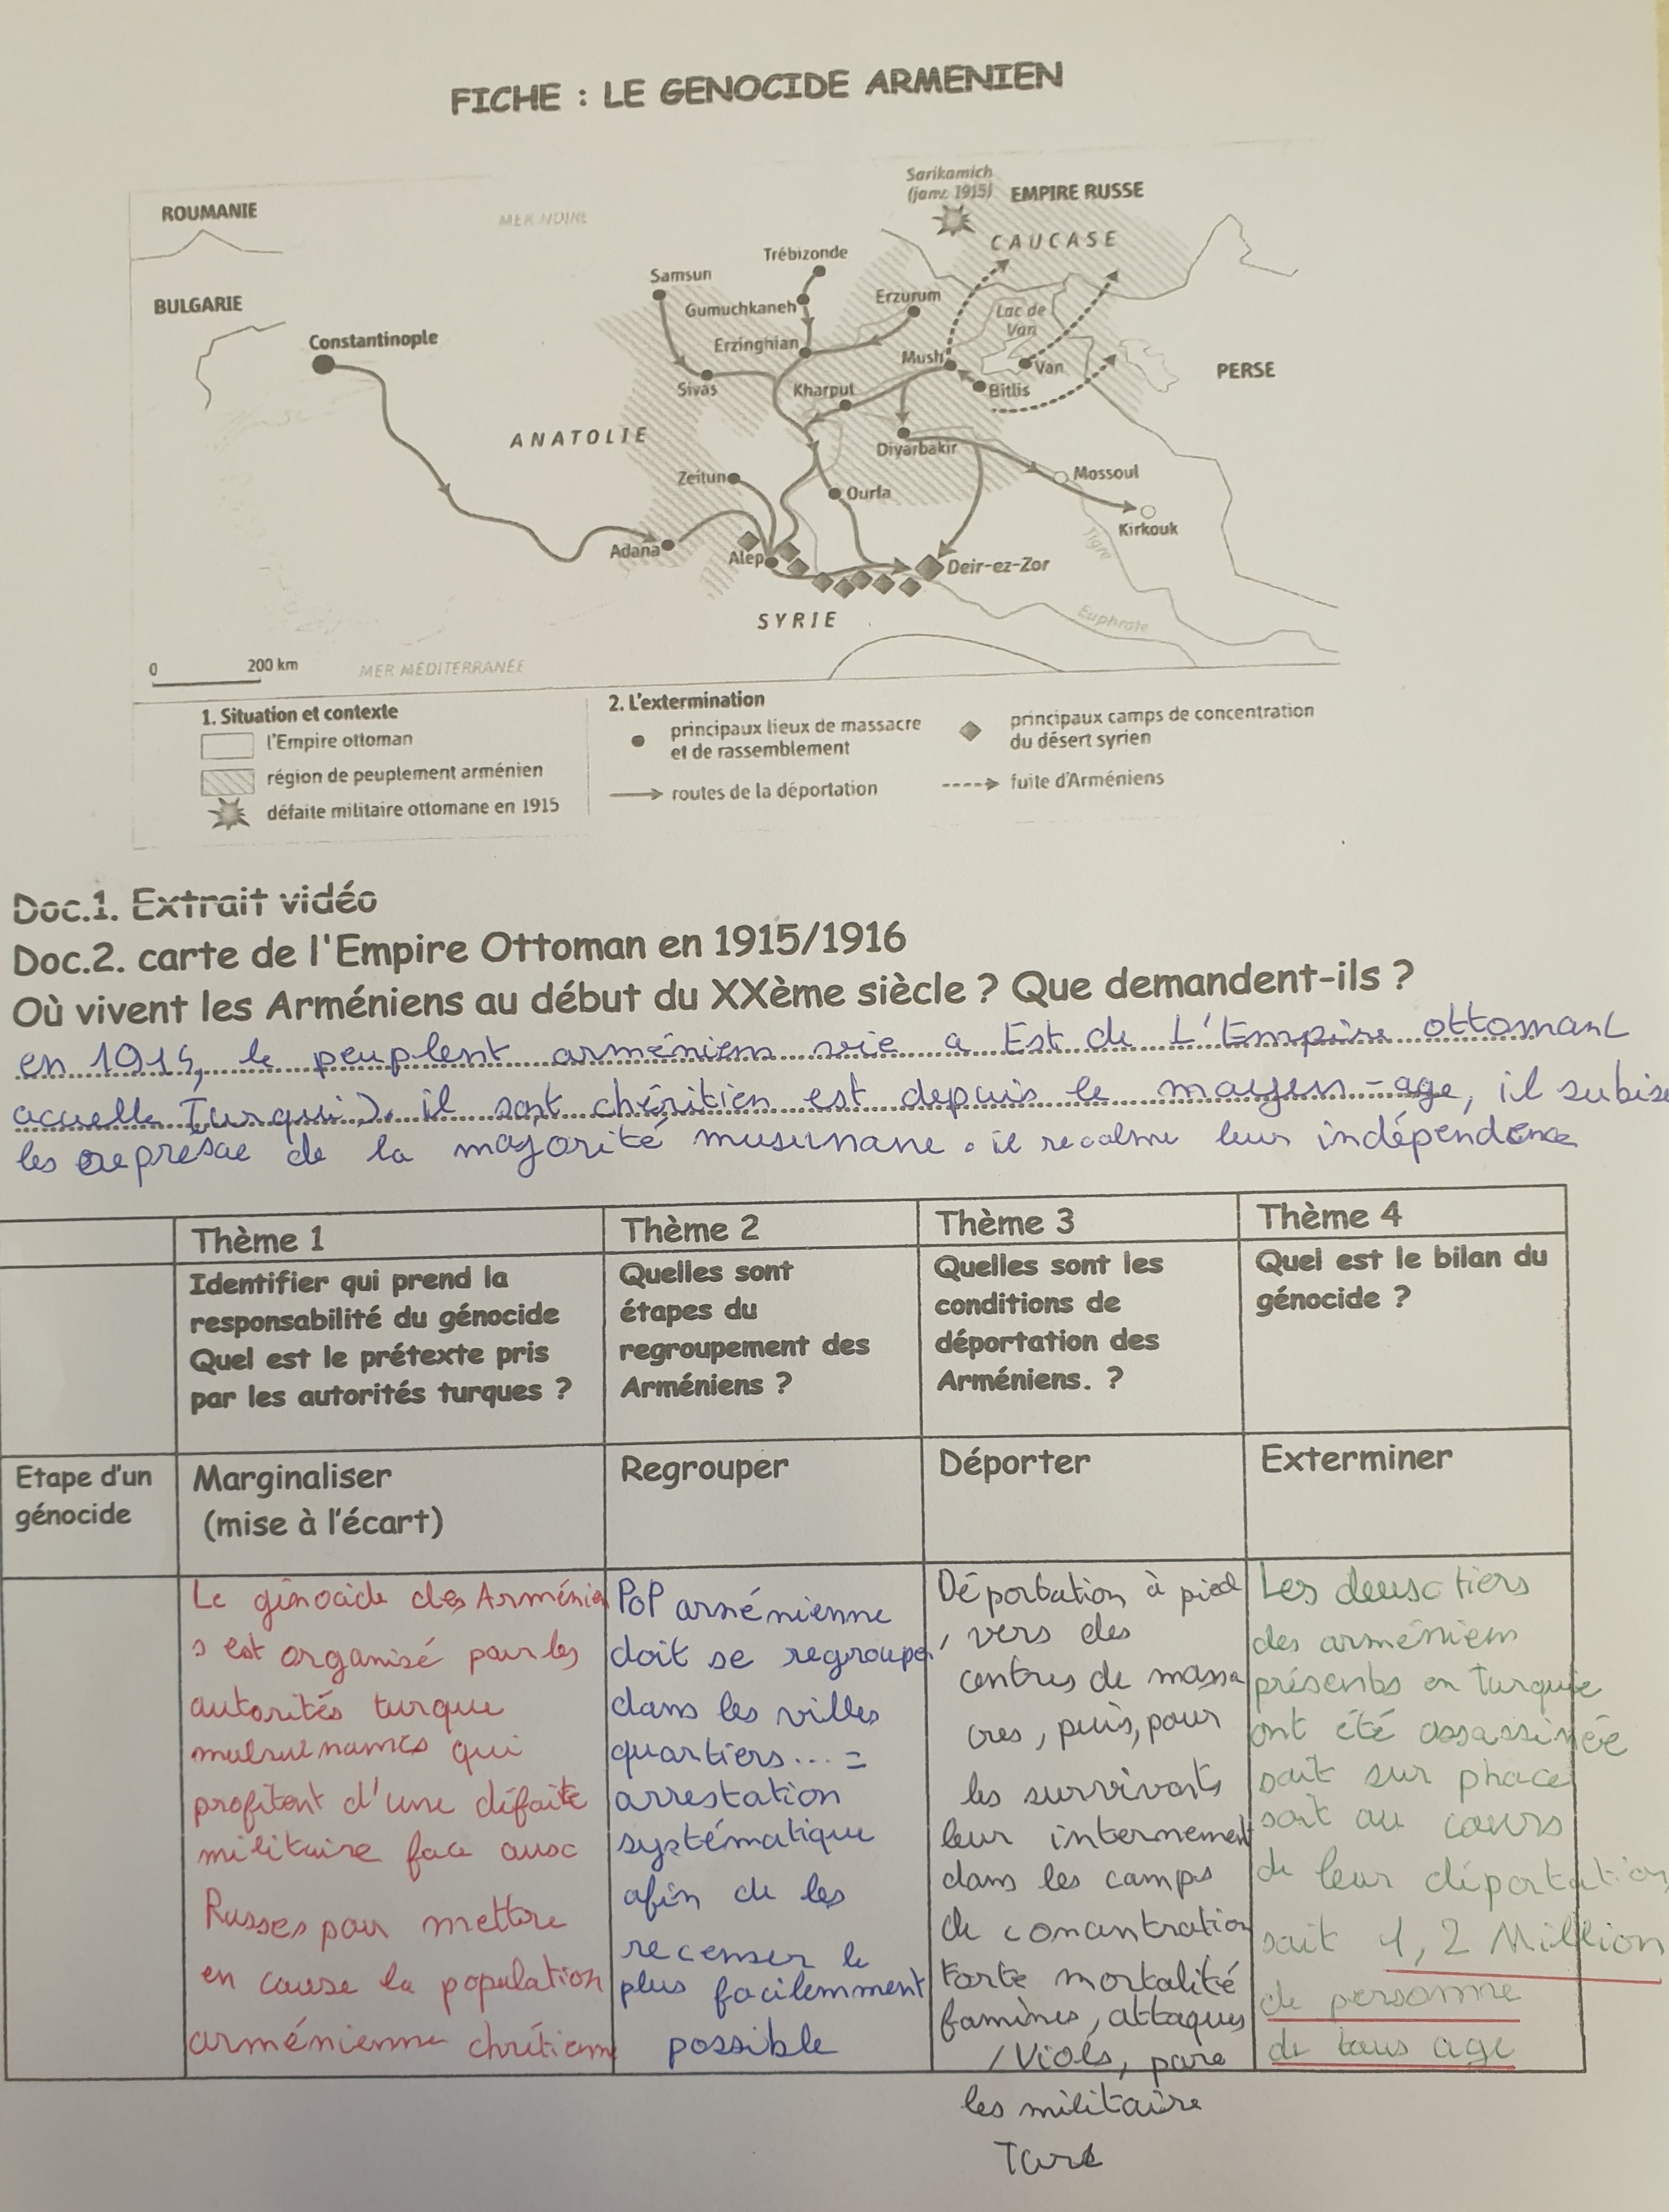 FICHE : LE GENOCIDE ARMENIEN
Sarikamich
(janv. 1915)
EMPIRE RUSSE
ROUMANIE
MER NOIRE
CAUCASE
Trébizonde
Samsun
BULGARIE
Gumuchkaneh
Erzurum
Lac de
Van
Constantinople
Erzinghian
Mush
Van
PERSE
Sivas
Kharput
Bitlis
ANATOLIE
Diyarbakir
Zeitun
Mossoul
Ourfa
Kirkouk
Tigre
Adana
Alep
Deir-ez-Zor
SYRIE
Euphrate
0 200 km
MER MÉDITERRANÉE
1. Situation et contexte
l'Empire ottoman
région de peuplement arménien
défaite militaire ottomane en 1915
2. L'extermination
principaux lieux de massacre
et de rassemblement
routes de la déportation
principaux camps de concentration
du désert syrien
fuite d'Arméniens
Doc.1. Extrait vidéo
Doc.2. carte de l'Empire Ottoman en 1915/1916
Où vivent les Arméniens au début du XXème siècle ? Que demandent-ils ?
en 1914, le peuplent arméniens vie a Est de L'Empire ottomant
acuelle Turqui). il sont chéritien est depuis le mayens-age, il subise
les represae de la majorité musunane. il recalme leur indépendence
Thème 1
Identifier qui prend la
responsabilité du génocide
Quel est le prétexte pris
par les autorités turques ?
Thème 2
Quelles sont
étapes du
regroupement des
Arméniens ?
Thème 3
Quelles sont les
conditions de
déportation des
Arméniens. ?
Thème 4
Quel est le bilan du
génocide ?
Etape d'un
génocide
Marginaliser
(mise à l'écart)
Regrouper
Déporter
Exterminer
Le génocide des Arménien
s est organisé par les
autorités turque
qui
profitent d'une défaite
militaire face aux
Russes pour mettre
en cause la population
arménienne chrétienne
PoP arménienne
doit se regrouper
dans les villes
quartiers... =
arrestation
systématique
afin de les
recenser le
plus facilemment
possible
Déportation à pied
, vers des
centres de massa
cres, puis, pour
les survivants
leur internement
dans les camps
de concentration
Forte mortalité
famines, attaques
/Viols, pare
les militaire
Turc
Les deux tiers
des arméniens
présents en Turquie
ont été assassinée
soit sur phace
soit au cours
de leur déportation
soit 1,2 Million
de personne
de tous age